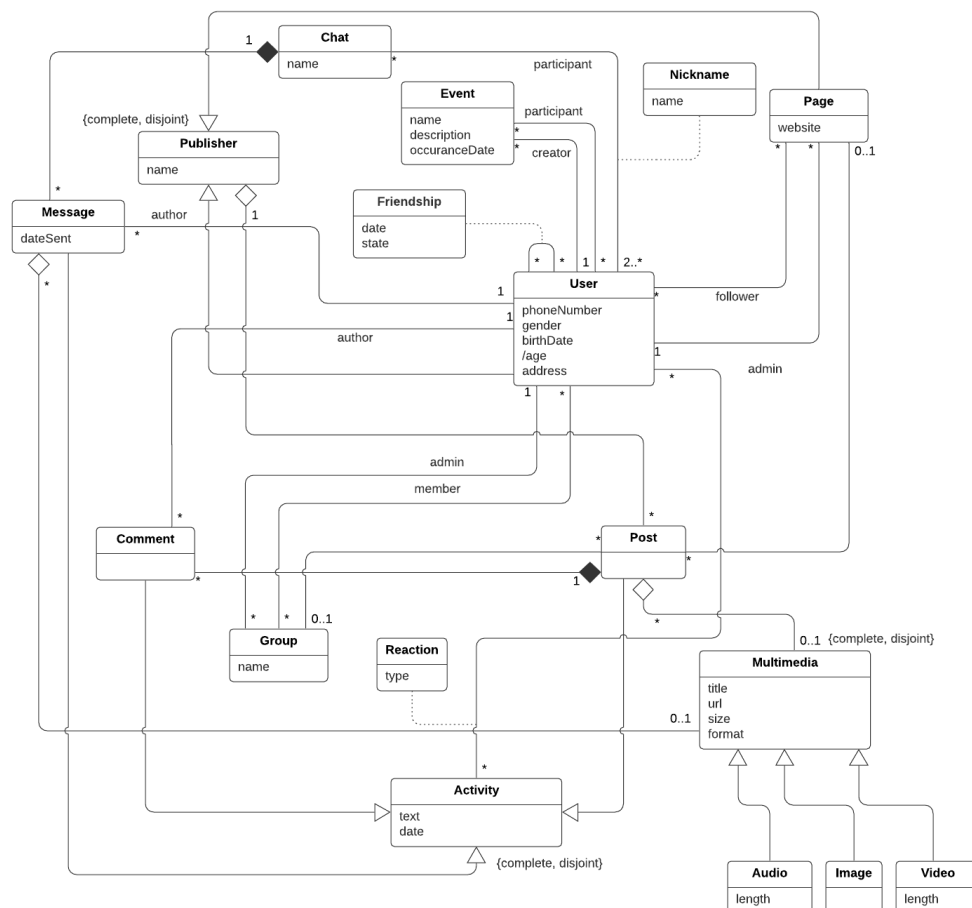 Chat
name
1
*
participant
Nickname
name
Event
name
description
occuranceDate
participant
*
creator
*
Page
website
*
*
0..1
{complete, disjoint}
Publisher
name
1
*
Message
dateSent
author
*
*
Friendship
date
state
*
*
1
*
2..*
User
phoneNumber
gender
birthDate
/age
address
1
1
author
*
follower
1
admin
*
1
*
admin
member
*
*
Comment
*
*
Post
*
1
*
*
0..1
Group
name
Reaction
type
*
0..1
{complete, disjoint}
Multimedia
title
url
size
format
0..1
*
Activity
text
date
{complete, disjoint}
Audio
length
Image
Video
length